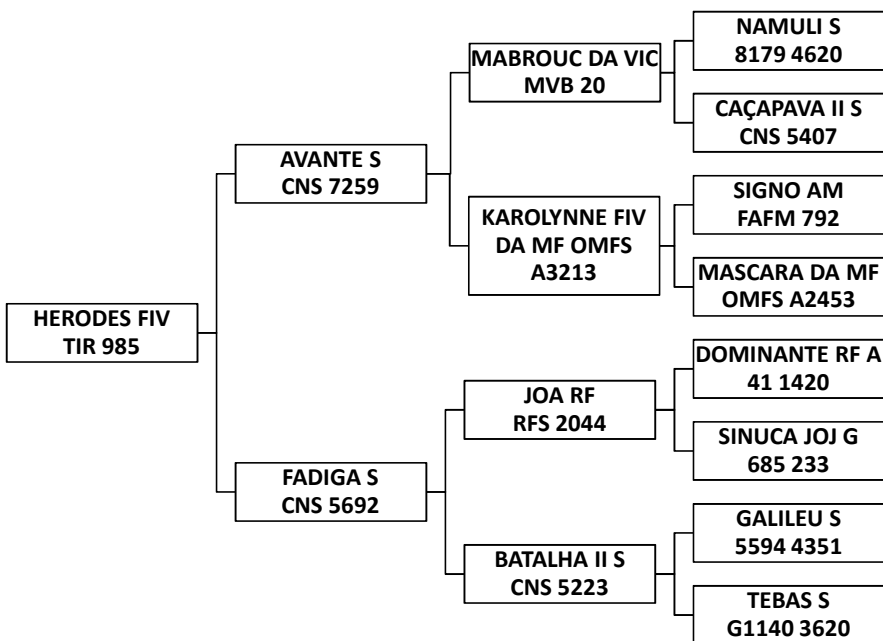 HERODES FIV
TIR 985
AVANTE S
CNS 7259
FADIGA S
CNS 5692
MABROUC DA VIC
MVB 20
KAROLYNNE FIV
DA MF OMFS
A3213
JOA RF
RFS 2044
BATALHA II S
CNS 5223
NAMULI S
8179 4620
CAÇAPAVA II S
CNS 5407
SIGNO AM
FAFM 792
MASCARA DA MF
OMFS A2453
DOMINANTE RF A
41 1420
SINUCA JOJ G
685 233
GALILEU S
5594 4351
TEBAS S
G1140 3620